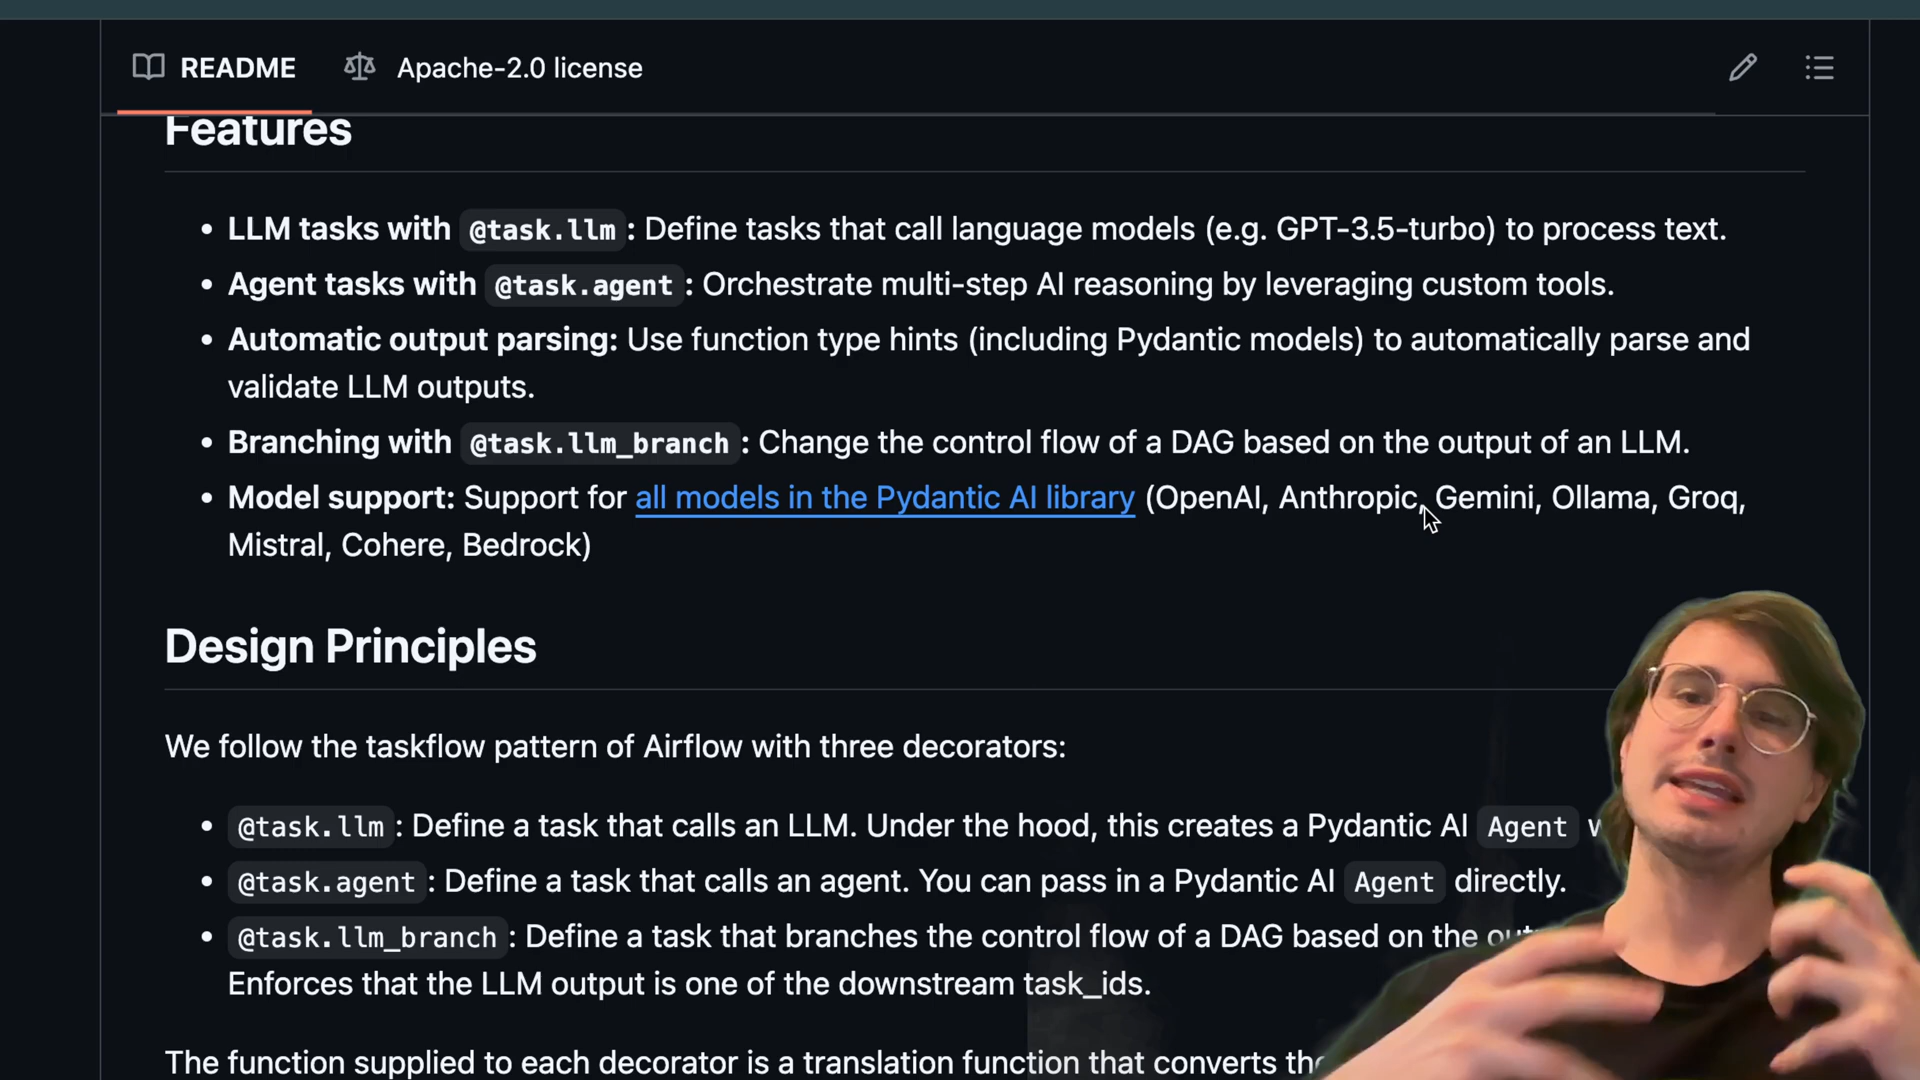 README
Apache-2.0 license
Features
LLM tasks with @task.llm: Define tasks that call language models (e.g. GPT-3.5-turbo) to process text.
Agent tasks with @task.agent: Orchestrate multi-step AI reasoning by leveraging custom tools.
Automatic output parsing: Use function type hints (including Pydantic models) to automatically parse and
validate LLM outputs.
Branching with @task.llm_branch: Change the control flow of a DAG based on the output of an LLM.
Model support: Support for all models in the Pydantic AI library (OpenAI, Anthropic, Gemini, Ollama, Groq,
Mistral, Cohere, Bedrock)
Design Principles
We follow the taskflow pattern of Airflow with three decorators:
@task.llm: Define a task that calls an LLM. Under the hood, this creates a Pydantic AI Agent
@task.agent: Define a task that calls an agent. You can pass in a Pydantic AI Agent directly.
@task.llm_branch: Define a task that branches the control flow of a DAG based on the
Enforces that the LLM output is one of the downstream task_ids.
The function supplied to each decorator is a translation function that converts